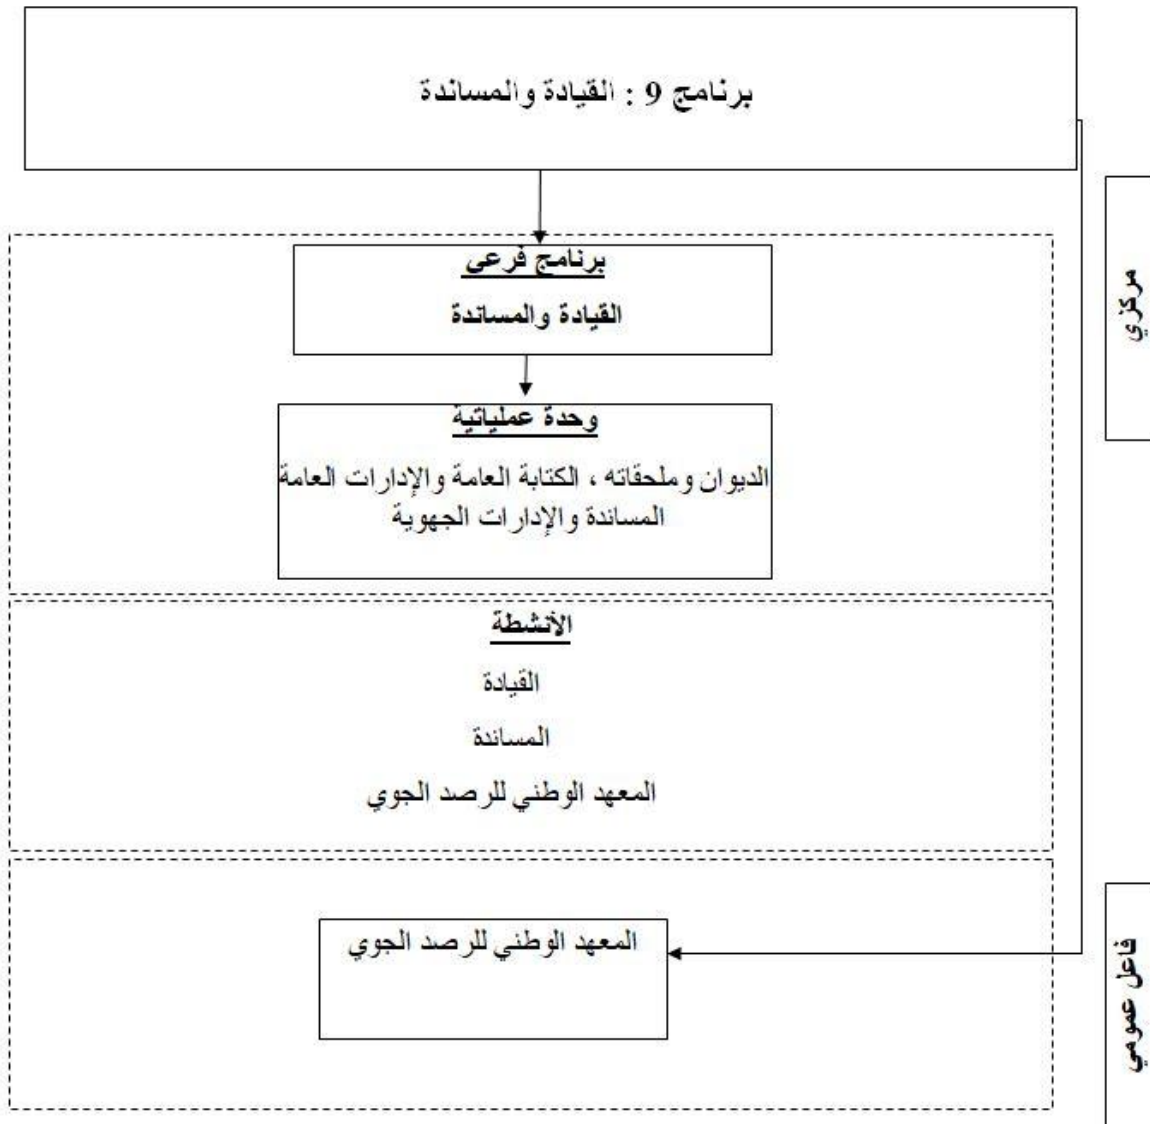 برنامج 9 : القيادة والمساندة
مركزي
برنامج فرعي
القيادة والمساندة
وحدة عملياتية
الديوان وملحقاته ، الكتابة العامة والإدارات العامة
المساندة والإدارات الجهوية
الأنشطة
القيادة
المساندة
المعهد الوطني للرصد الجوي
فاعل عمومي
المعهد الوطني للرصد الجوي